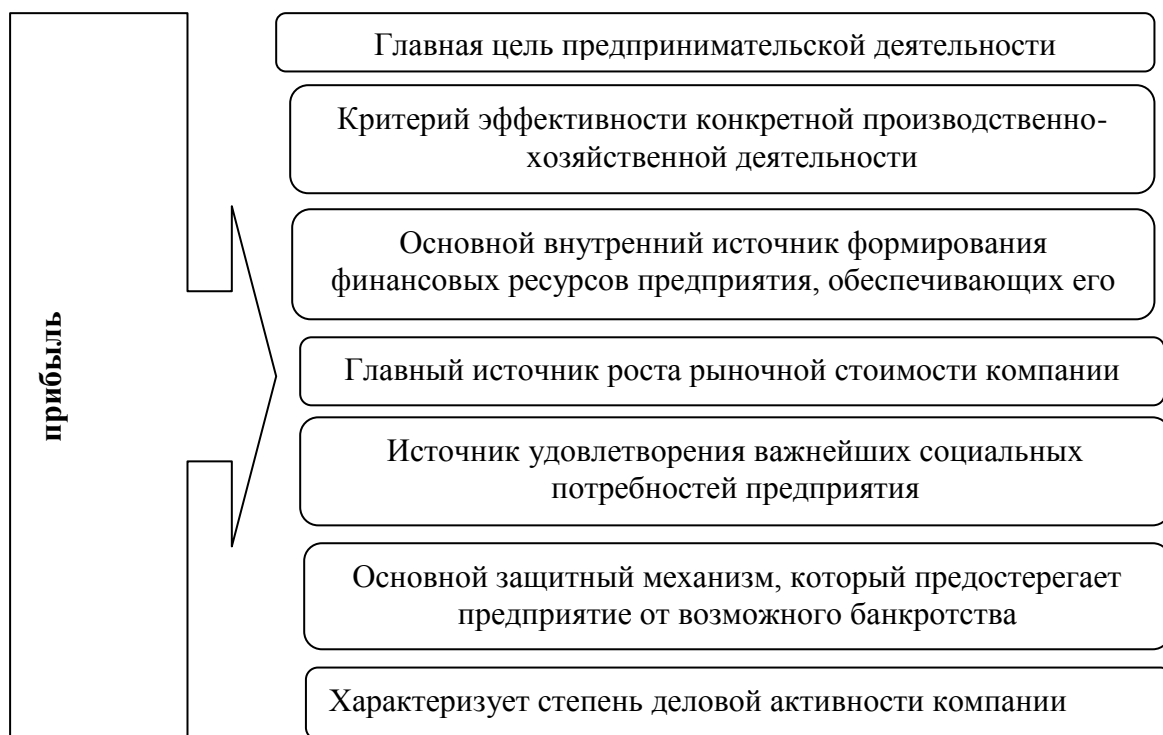 прибыль
Главная цель предпринимательской деятельности
Критерий эффективности конкретной производственно-
хозяйственной деятельности
Основной внутренний источник формирования
финансовых ресурсов предприятия, обеспечивающих его
Главный источник роста рыночной стоимости компании
Источник удовлетворения важнейших социальных
потребностей предприятия
Основной защитный механизм, который предостерегает
предприятие от возможного банкротства
Характеризует степень деловой активности компании